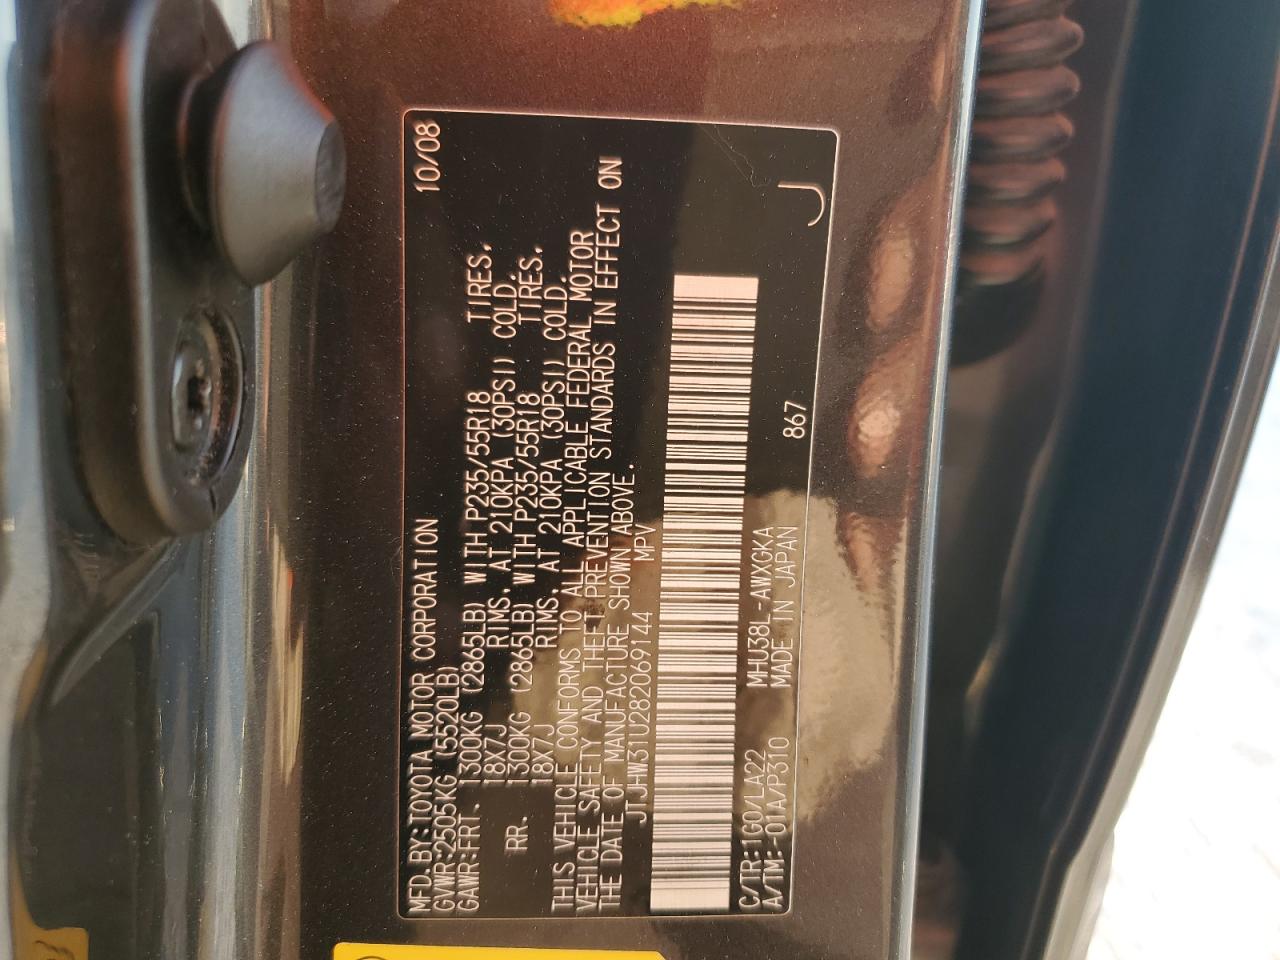 MFD.BY:TOYOTA MOTOR CORPORATION 10/08
GVWR:2505KG (5520LB)
GAWR:FRT. 1300KG (2865LB) WITH P235/55R18 TIRES,
18X7J RIMS, AT 210KPA (30PSI) COLD.
RR. 1300KG (2865LB) WITH P235/55R18 TIRES,
18X7J RIMS, AT 210KPA (30PSI) COLD.
THIS VEHICLE CONFORMS TO ALL APPLICABLE FEDERAL MOTOR
VEHICLE SAFETY AND THEFT PREVENTION STANDARDS IN EFFECT ON
THE DATE OF MANUFACTURE SHOWN ABOVE.
JTJHW31U282069144 MPV
C/TR:1G0/LA22 MHU38L-AWXGKA
A/TM:-01A/P310 MADE IN JAPAN 867
J